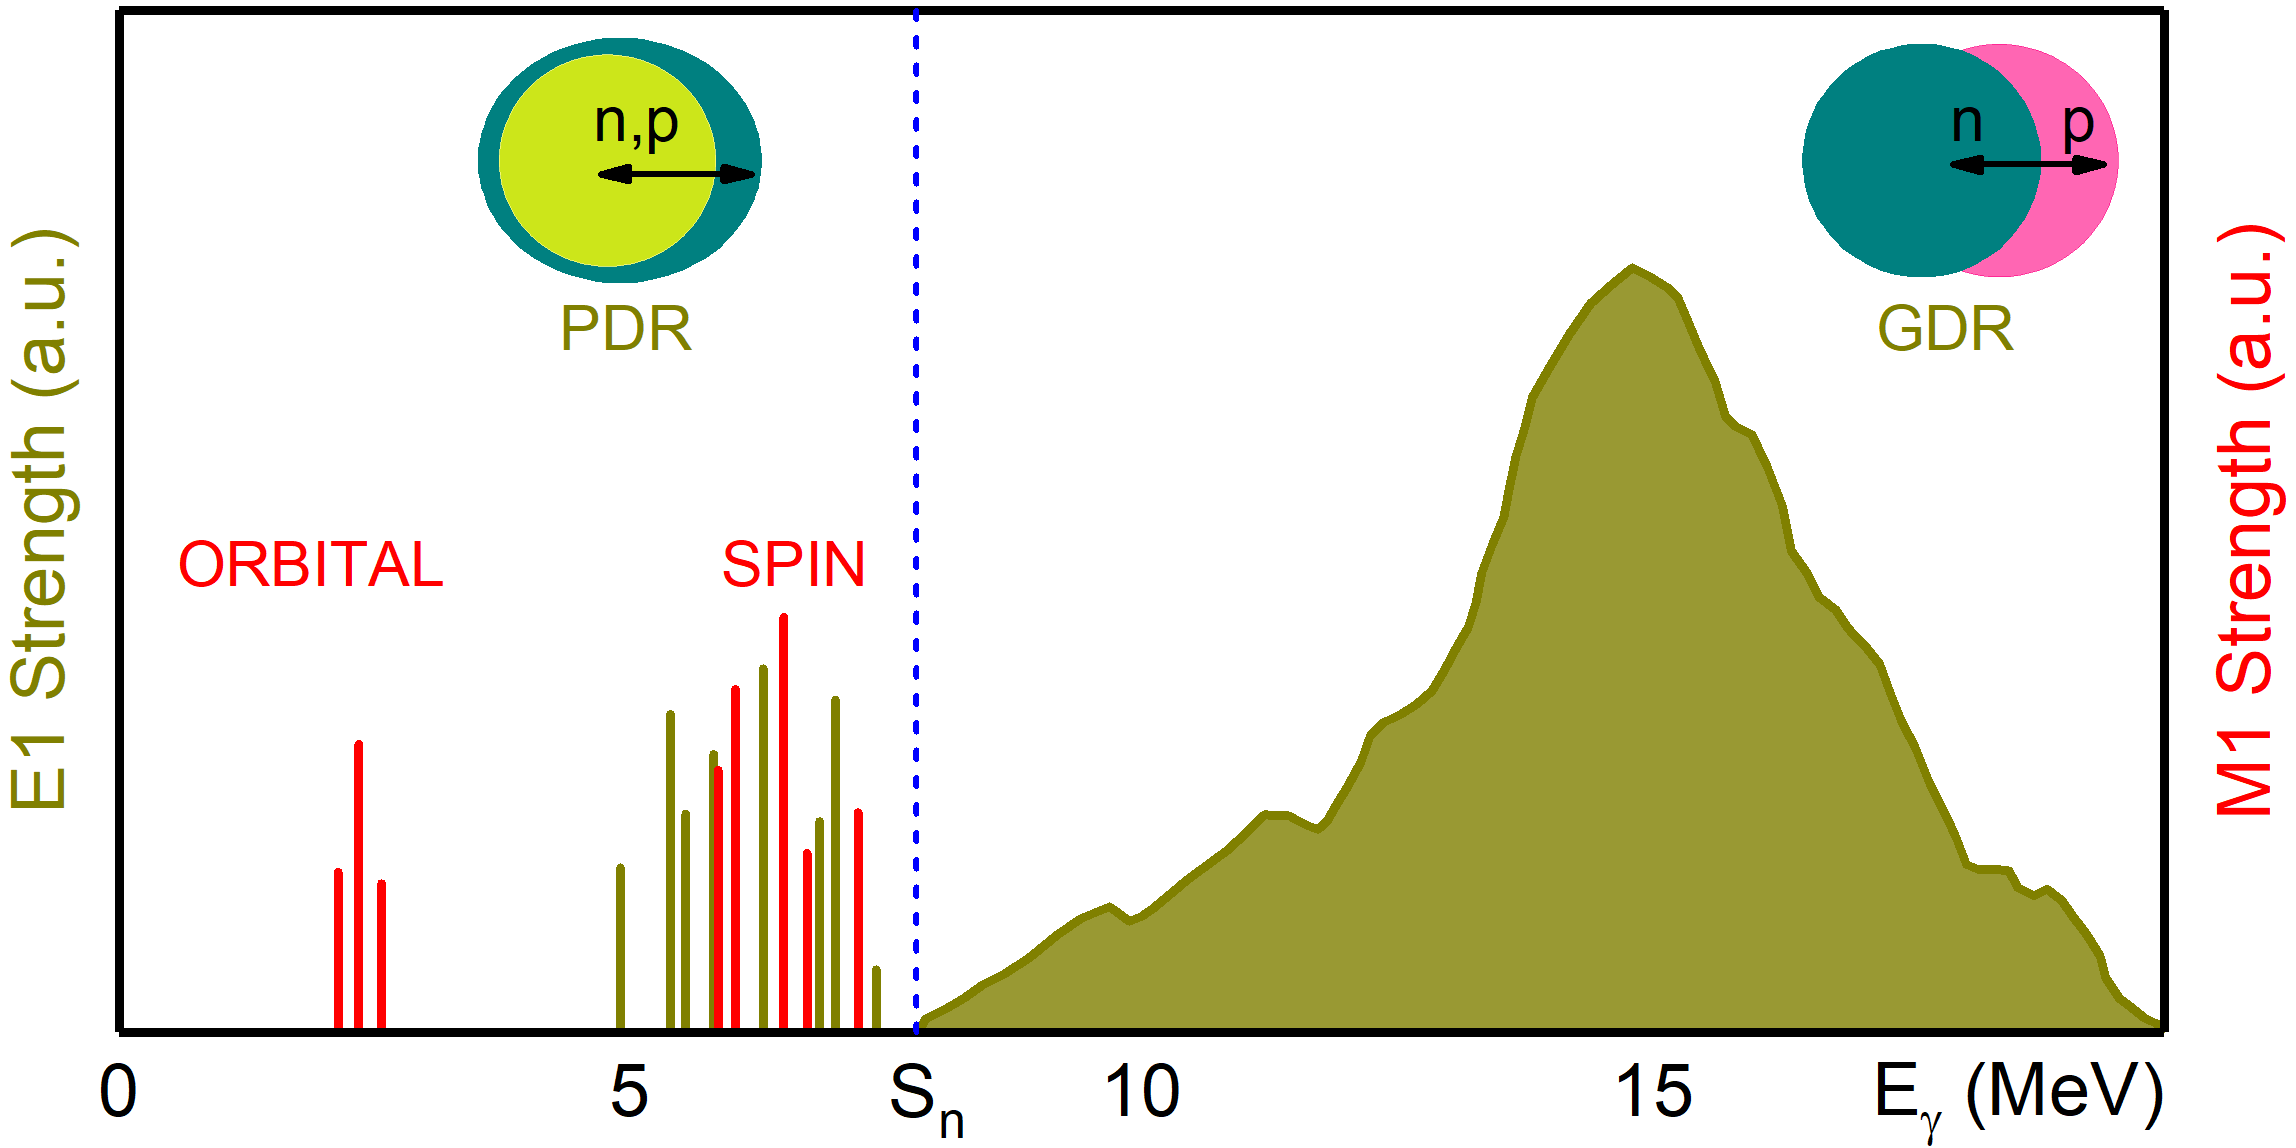 n,p
PDR
n p
GDR
E1 Strength (a.u.)
M1 Strength (a.u.)
ORBITAL
SPIN
0 5 Sₙ 10 15 Eᵧ (MeV)